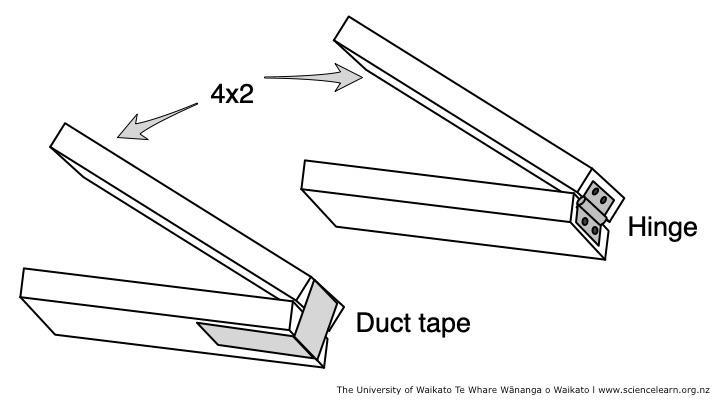 4x2
Hinge
Duct tape
The University of Waikato Te Whare Wānanga o Waikato l www.sciencelearn.org.nz